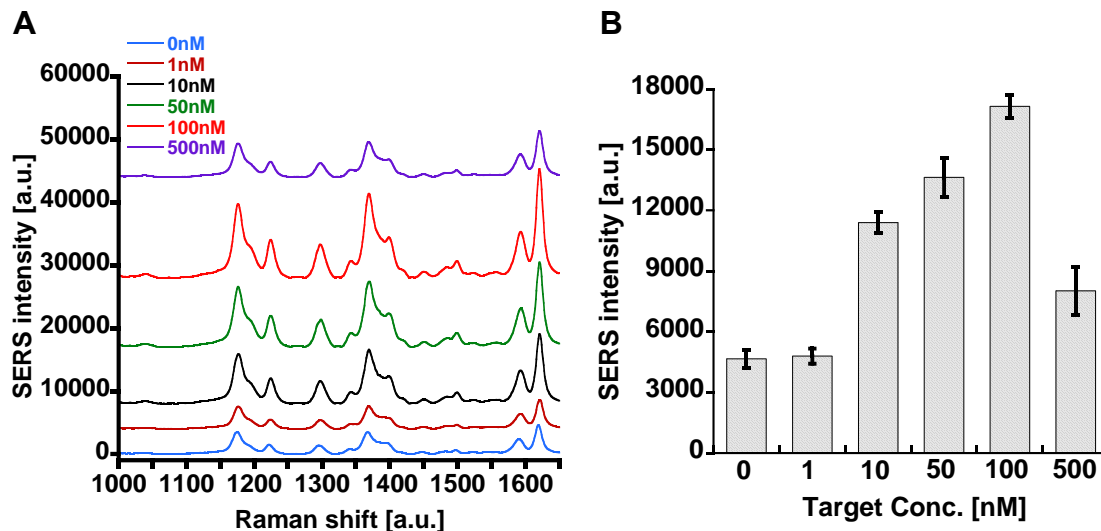 A
0nM
1nM
10nM
50nM
100nM
500nM
60000
50000
40000
30000
20000
10000
0
SERS intensity [a.u.]
1000 1100 1200 1300 1400 1500 1600
Raman shift [a.u.]
B
18000
15000
12000
9000
6000
3000
0
SERS intensity [a.u.]
0 1 10 50 100 500
Target Conc. [nM]